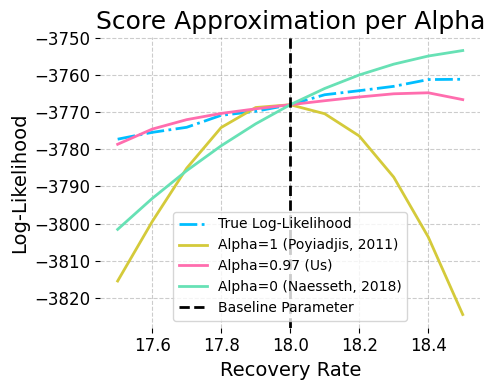 Score Approximation per Alpha
Log-Likelihood
−3750
−3760
−3770
−3780
−3790
−3800
−3810
−3820
True Log-Likelihood
Alpha=1 (Poyiadjis, 2011)
Alpha=0.97 (Us)
Alpha=0 (Naesseth, 2018)
Baseline Parameter
17.6 17.8 18.0 18.2 18.4
Recovery Rate